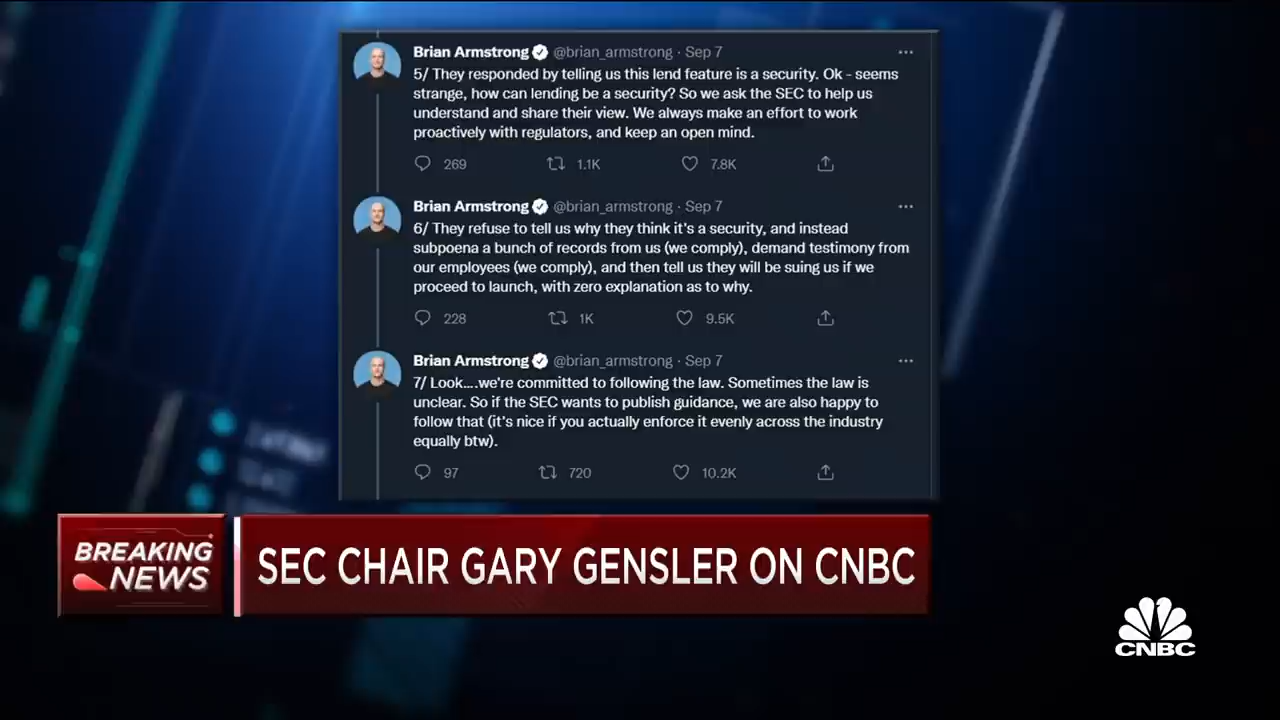 Brian Armstrong @brian_armstrong · Sep 7
5/ They responded by telling us this lend feature is a security. Ok - seems
strange, how can lending be a security? So we ask the SEC to help us
understand and share their view. We always make an effort to work
proactively with regulators, and keep an open mind.
269 1.1K 7.8K
Brian Armstrong @brian_armstrong · Sep 7
6/ They refuse to tell us why they think it's a security, and instead
subpoena a bunch of records from us (we comply), demand testimony from
our employees (we comply), and then tell us they will be suing us if we
proceed to launch, with zero explanation as to why.
228 1K 9.5K
Brian Armstrong @brian_armstrong · Sep 7
7/ Look....we're committed to following the law. Sometimes the law is
unclear. So if the SEC wants to publish guidance, we are also happy to
follow that (it's nice if you actually enforce it evenly across the industry
equally btw).
97 720 10.2K
BREAKING
NEWS
SEC CHAIR GARY GENSLER ON CNBC
CNBC